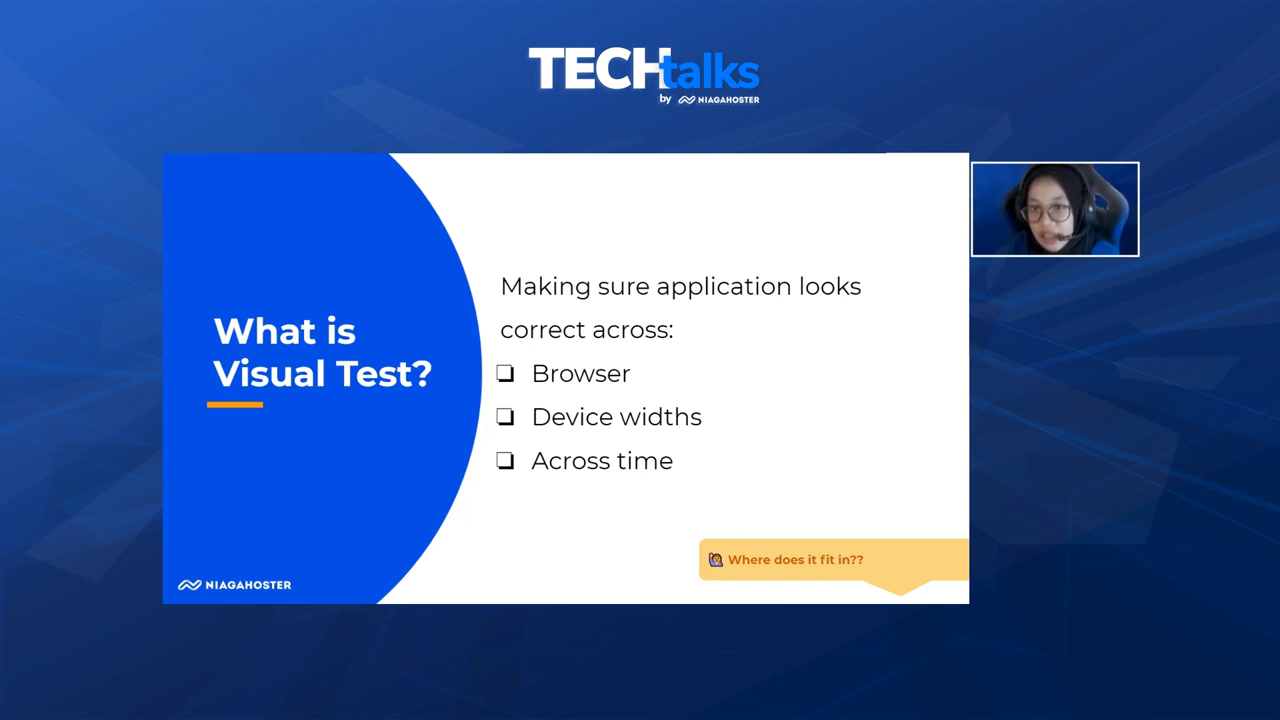 TECHtalks
by NIAGAHOSTER
What is
Visual Test?
Making sure application looks
correct across:
❏ Browser
❏ Device widths
❏ Across time
Where does it fit in??
NIAGAHOSTER